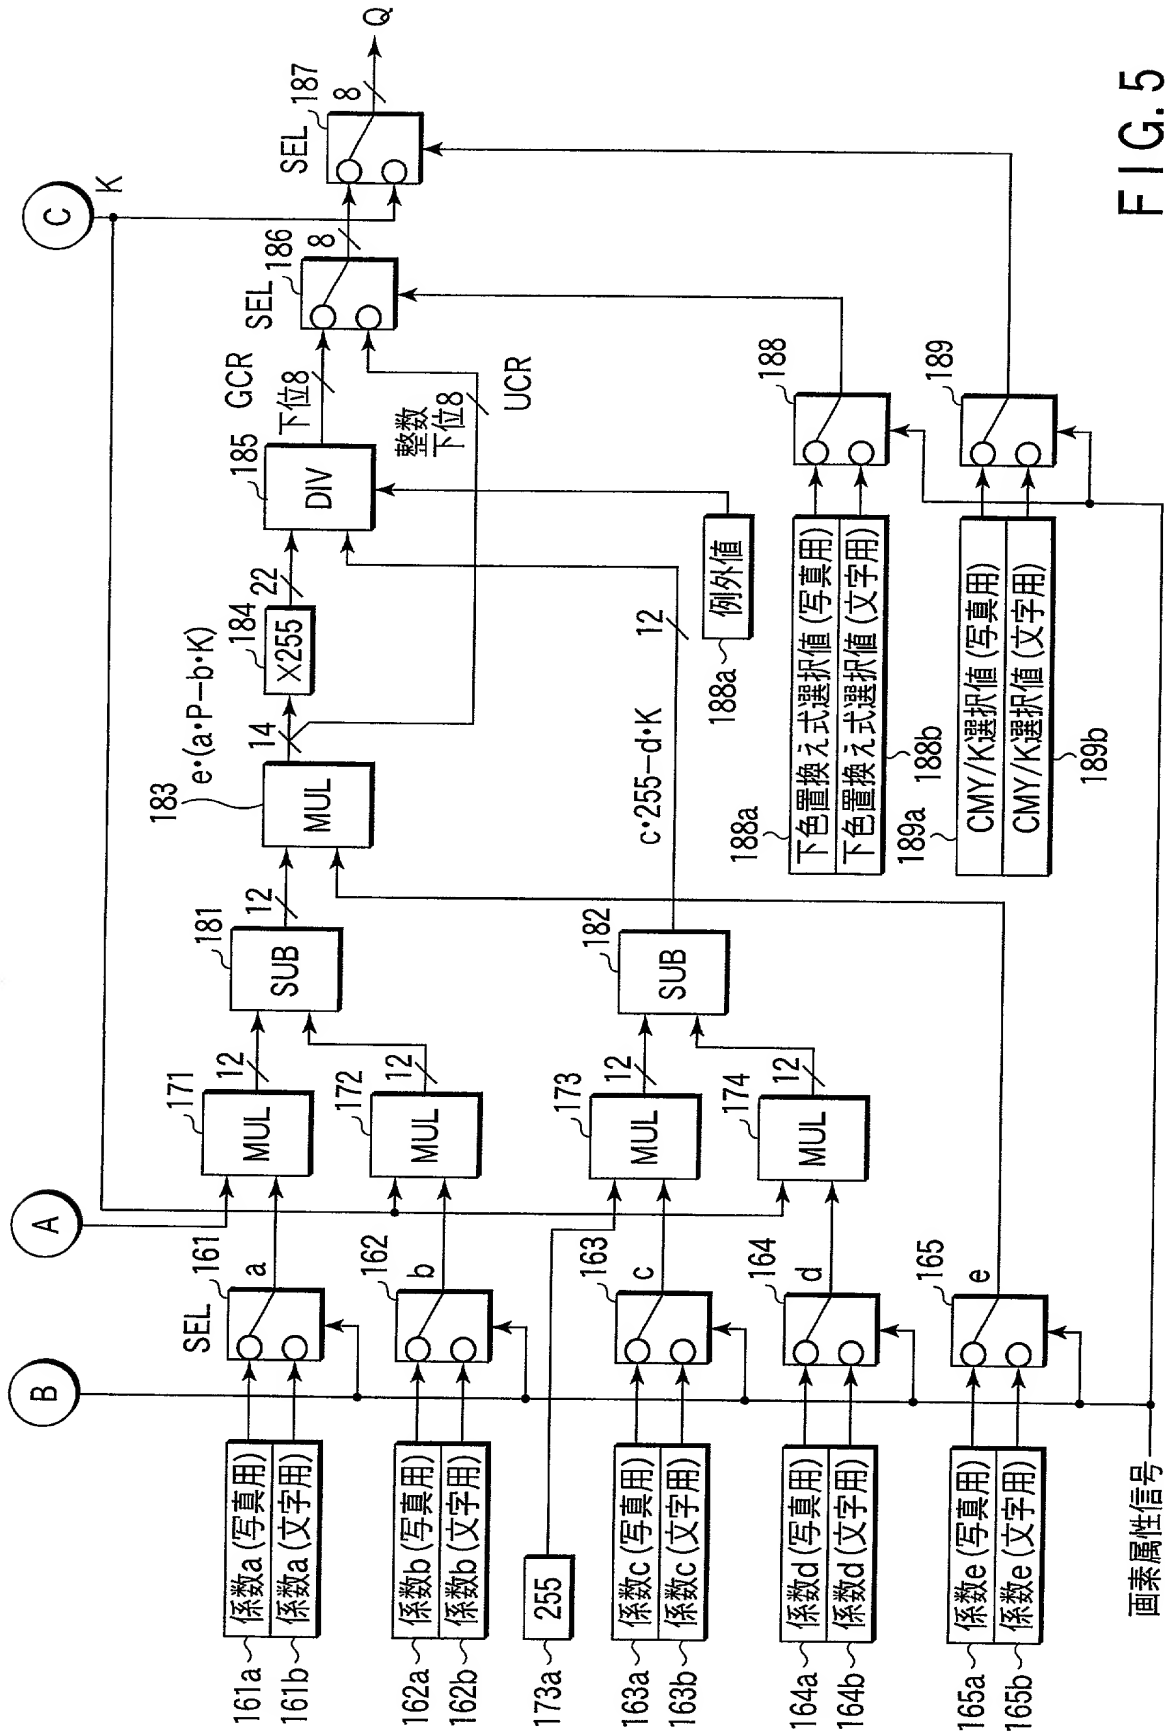 FIG. 5
B
A
C
K
161a
係数a(写真用)
161b
係数a(文字用)
SEL
161
a
171
MUL
12
162a
係数b(写真用)
162b
係数b(文字用)
162
b
172
MUL
12
181
SUB
12
183
MUL
e・(a・P−b・K)
14
184
X255
22
185
DIV
GCR
下位8
整数
下位8
UCR
SEL
186
8
SEL
187
8
Q
173a
255
163a
係数c(写真用)
163b
係数c(文字用)
163
c
173
MUL
12
164a
係数d(写真用)
164b
係数d(文字用)
164
d
174
MUL
12
182
SUB
c・255−d・K
12
188a
例外値
165a
係数e(写真用)
165b
係数e(文字用)
165
e
188a
下色置換え式選択値(写真用)
下色置換え式選択値(文字用)
188b
188
189a
CMY/K選択値(写真用)
CMY/K選択値(文字用)
189b
189
画素属性信号